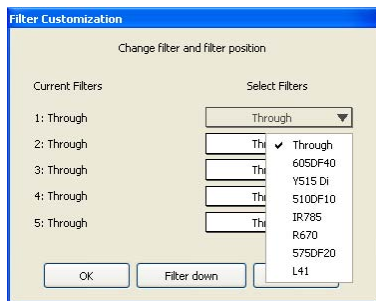 Filter Customization
Change filter and filter position
Current Filters Select Filters
1: Through Through
2: Through
3: Through
4: Through
5: Through
✔ Through
605DF40
Y515 Di
510DF10
IR785
R670
575DF20
L41
OK Filter down